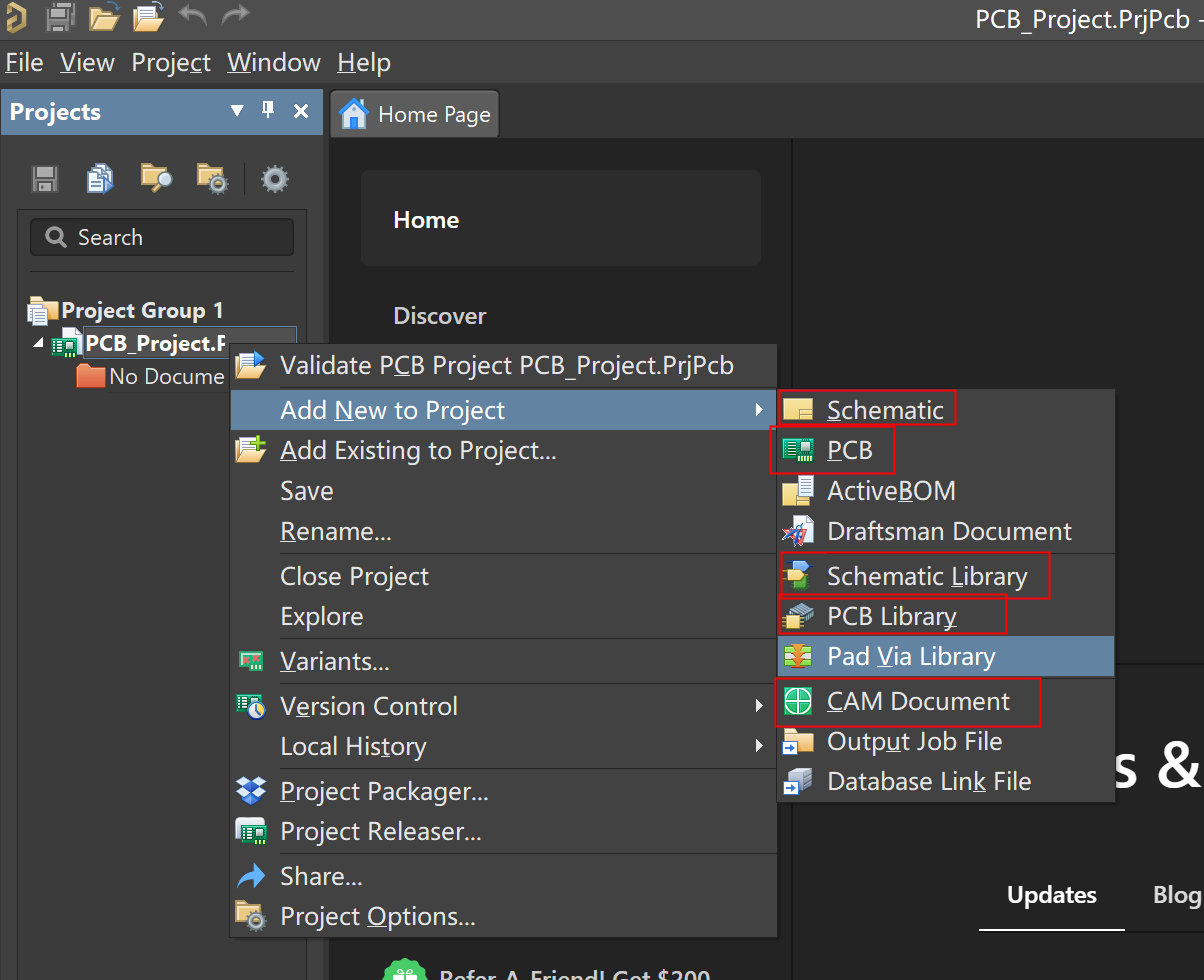 PCB_Project.PrjPcb -
File View Project Window Help
Projects
Home Page
Search
Home
Discover
Project Group 1
PCB_Project.P
No Docume
Validate PCB Project PCB_Project.PrjPcb
Add New to Project
Add Existing to Project...
Save
Rename...
Close Project
Explore
Variants...
Version Control
Local History
Project Packager...
Project Releaser...
Share...
Project Options...
Schematic
PCB
ActiveBOM
Draftsman Document
Schematic Library
PCB Library
Pad Via Library
CAM Document
Output Job File
Database Link File
s &
Updates Blog
Refer-A-Friend! Get $200